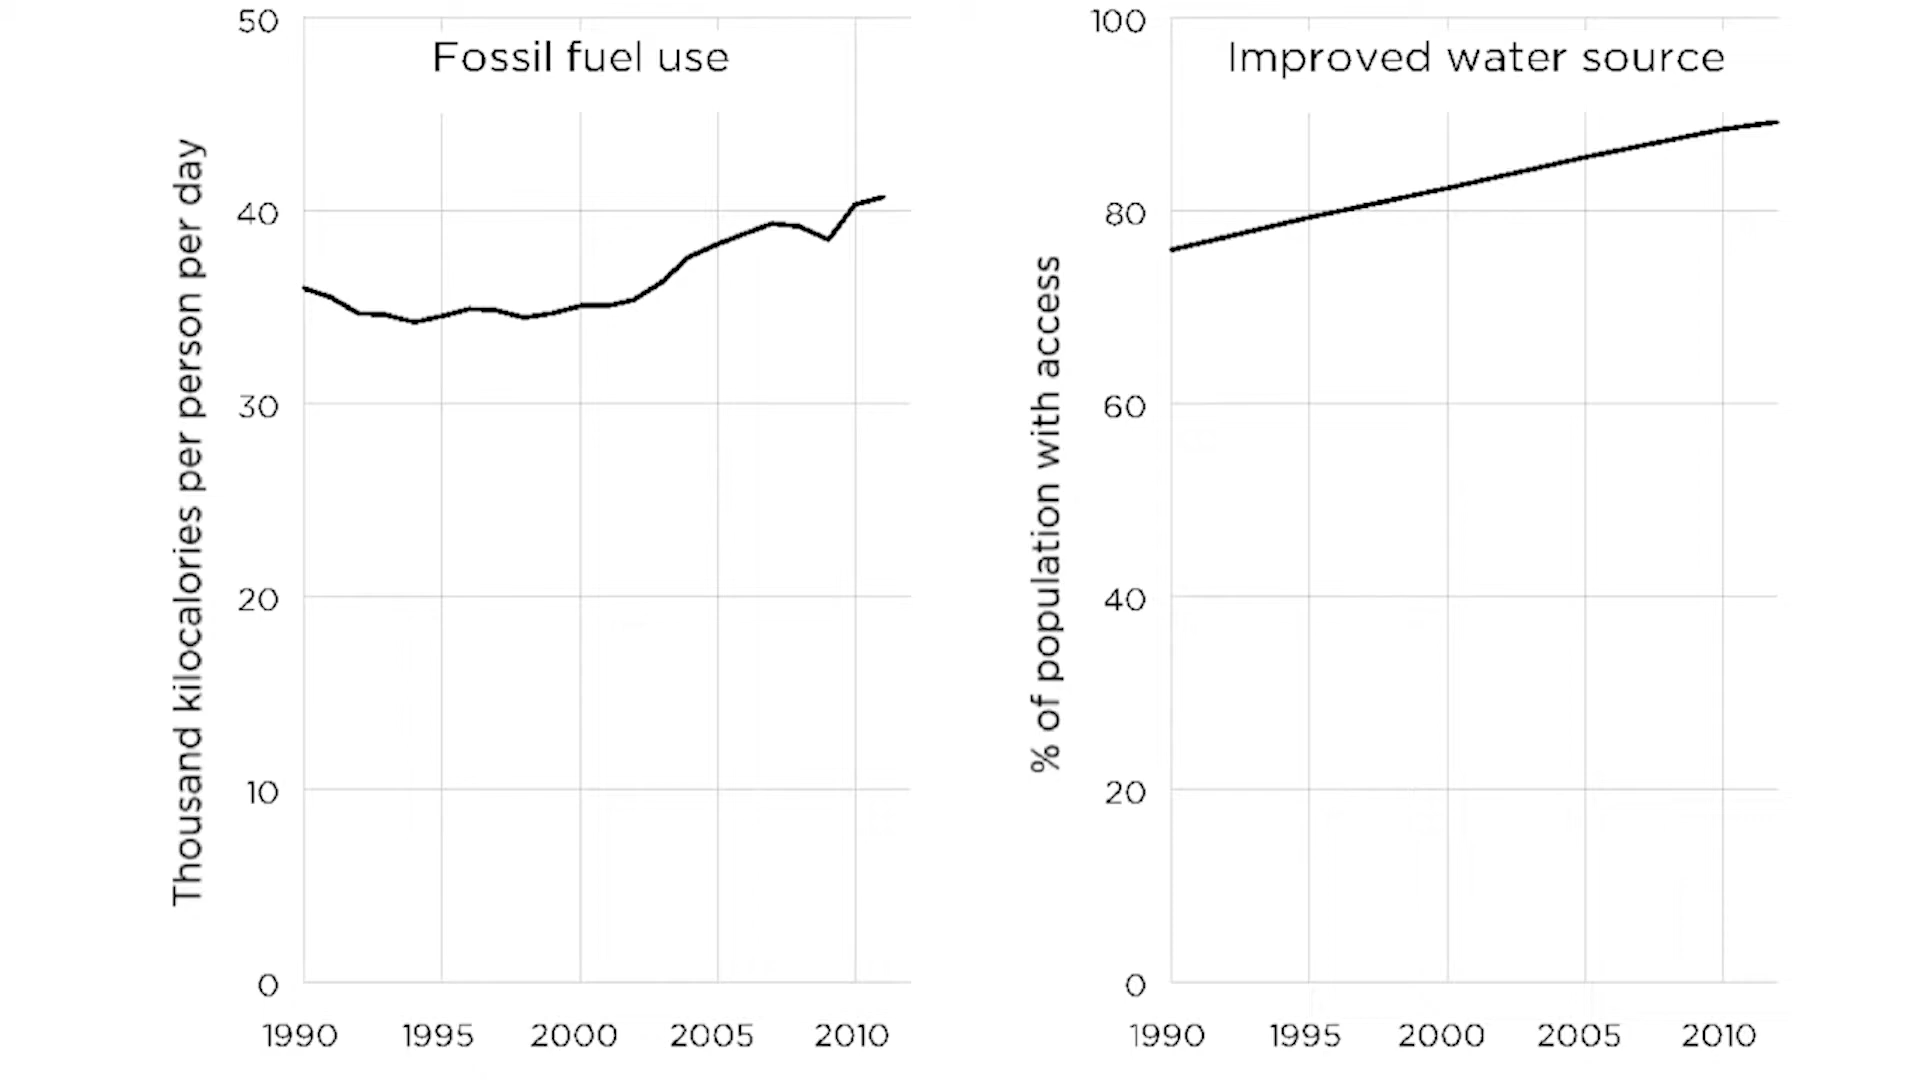 Fossil fuel use
Thousand kilocalories per person per day
50
40
30
20
10
0
1990 1995 2000 2005 2010
Improved water source
% of population with access
100
80
60
40
20
0
1990 1995 2000 2005 2010